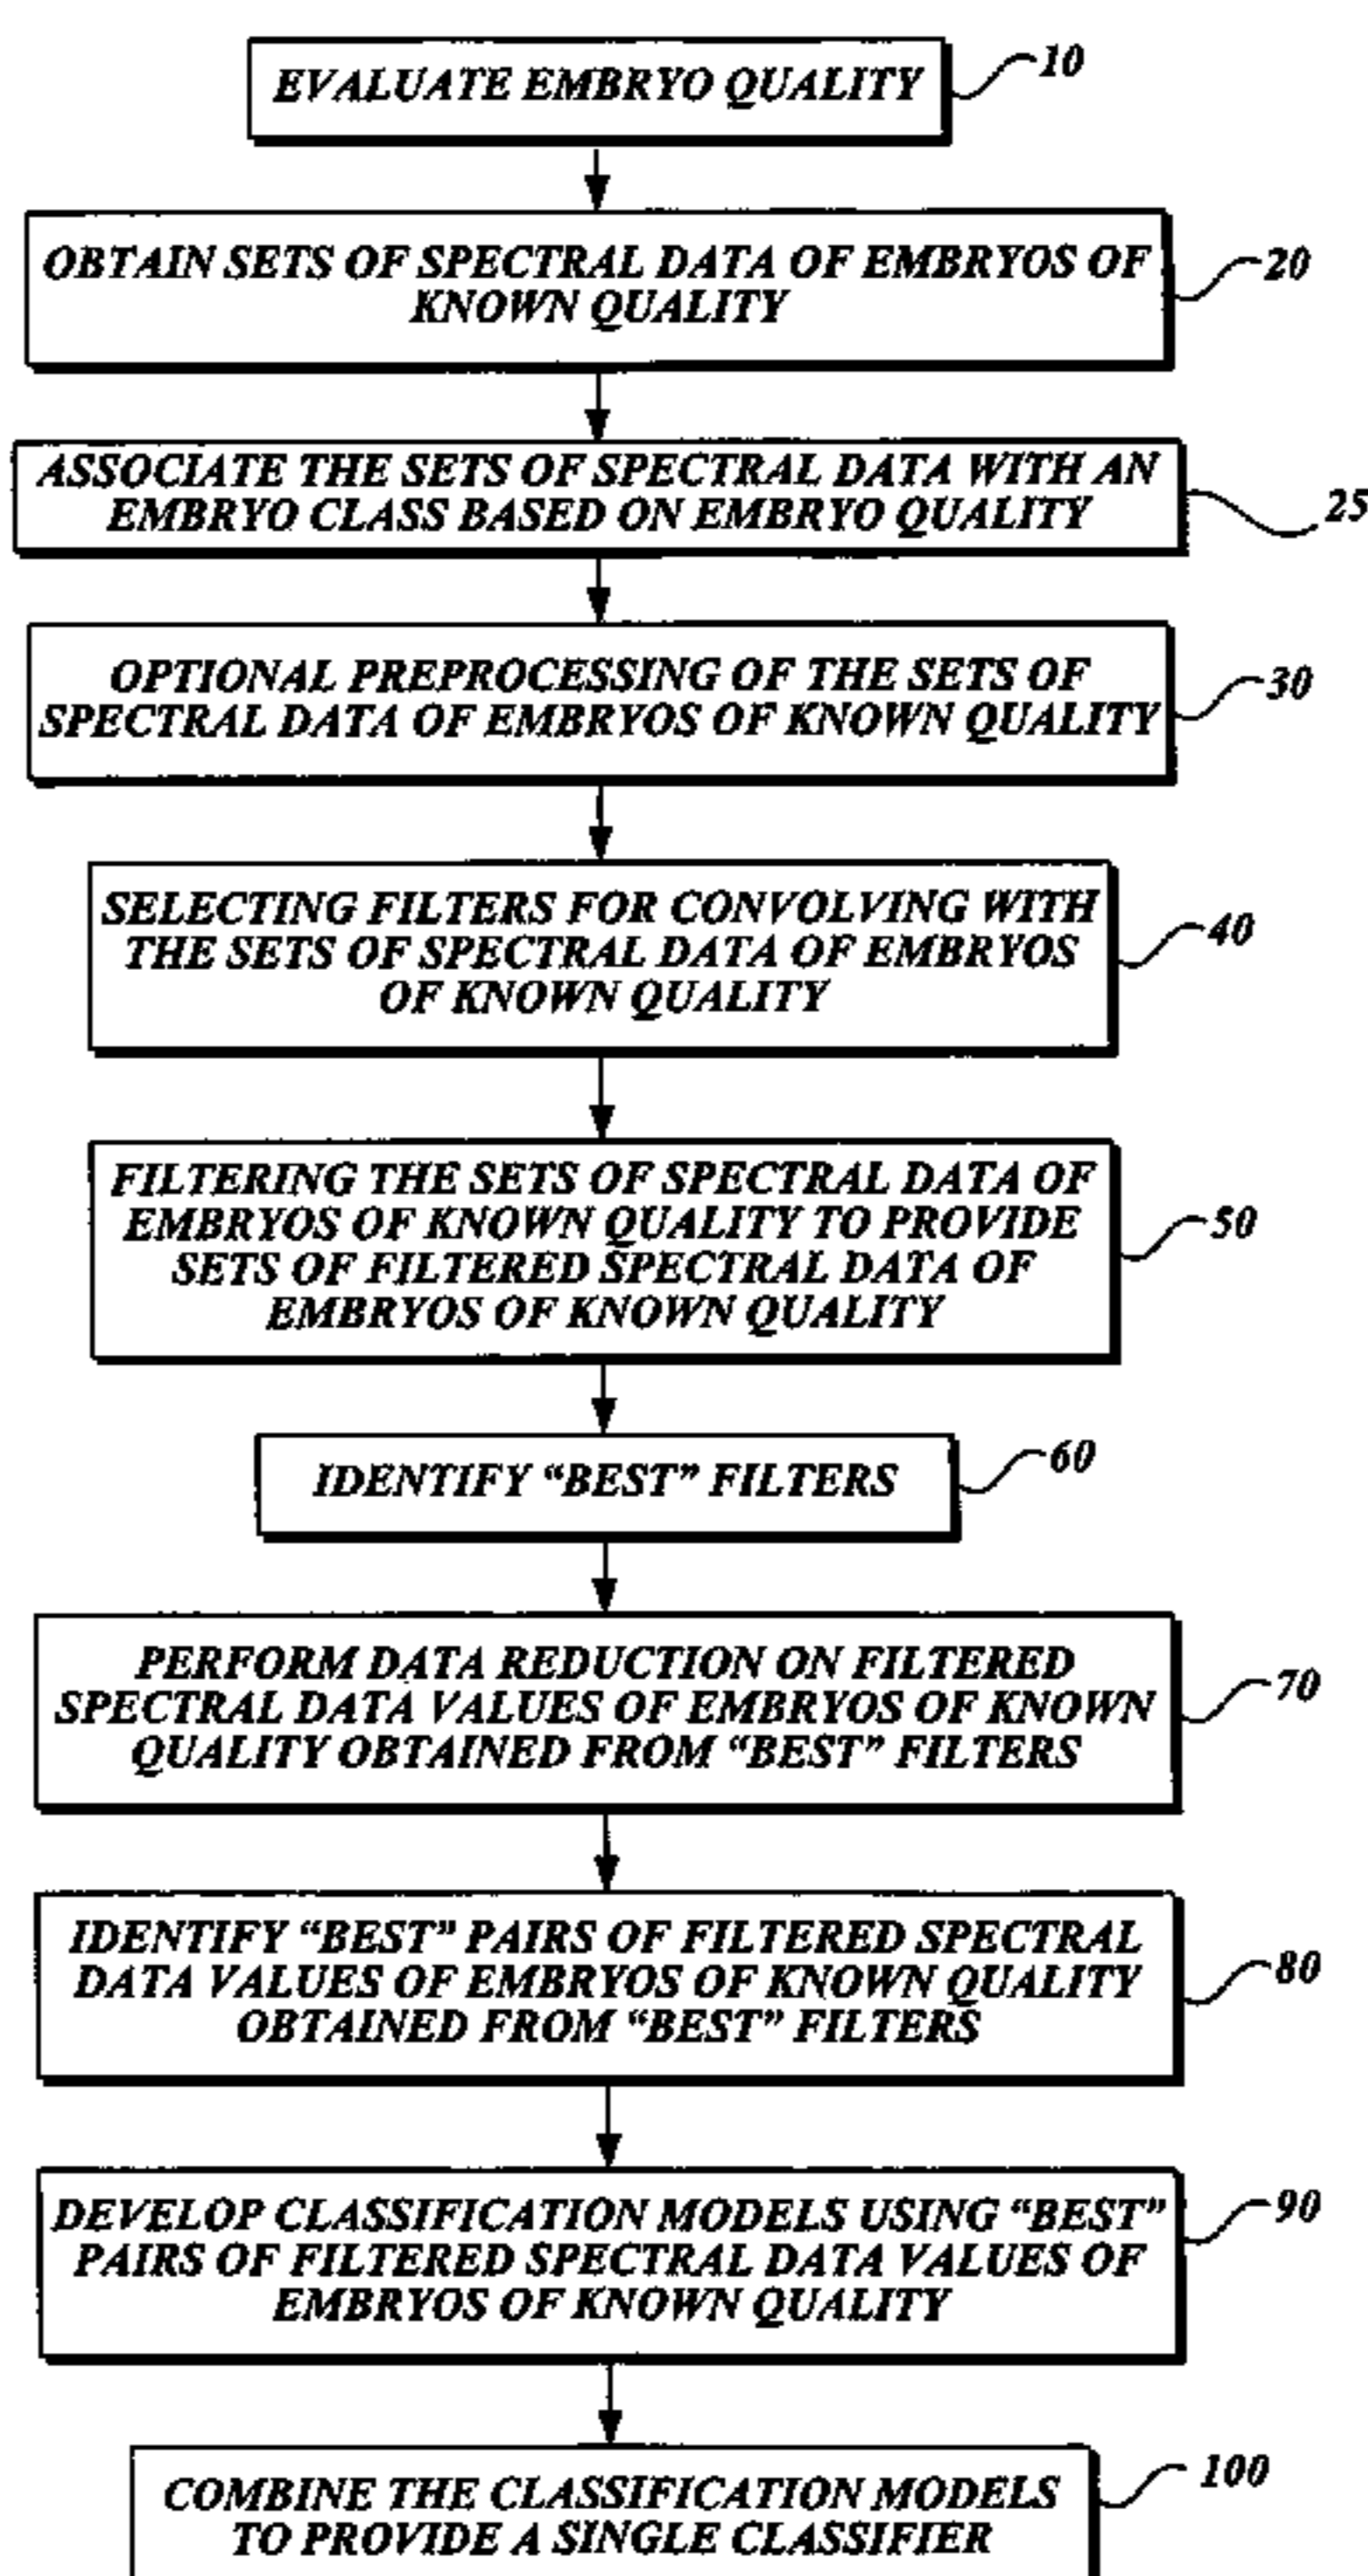 EVALUATE EMBRYO QUALITY
10
OBTAIN SETS OF SPECTRAL DATA OF EMBRYOS OF
KNOWN QUALITY
20
ASSOCIATE THE SETS OF SPECTRAL DATA WITH AN
EMBRYO CLASS BASED ON EMBRYO QUALITY
25
OPTIONAL PREPROCESSING OF THE SETS OF
SPECTRAL DATA OF EMBRYOS OF KNOWN QUALITY
30
SELECTING FILTERS FOR CONVOLVING WITH
THE SETS OF SPECTRAL DATA OF EMBRYOS
OF KNOWN QUALITY
40
FILTERING THE SETS OF SPECTRAL DATA OF
EMBRYOS OF KNOWN QUALITY TO PROVIDE
SETS OF FILTERED SPECTRAL DATA OF
EMBRYOS OF KNOWN QUALITY
50
IDENTIFY “BEST” FILTERS
60
PERFORM DATA REDUCTION ON FILTERED
SPECTRAL DATA VALUES OF EMBRYOS OF KNOWN
QUALITY OBTAINED FROM “BEST” FILTERS
70
IDENTIFY “BEST” PAIRS OF FILTERED SPECTRAL
DATA VALUES OF EMBRYOS OF KNOWN QUALITY
OBTAINED FROM “BEST” FILTERS
80
DEVELOP CLASSIFICATION MODELS USING “BEST”
PAIRS OF FILTERED SPECTRAL DATA VALUES OF
EMBRYOS OF KNOWN QUALITY
90
COMBINE THE CLASSIFICATION MODELS
TO PROVIDE A SINGLE CLASSIFIER
100